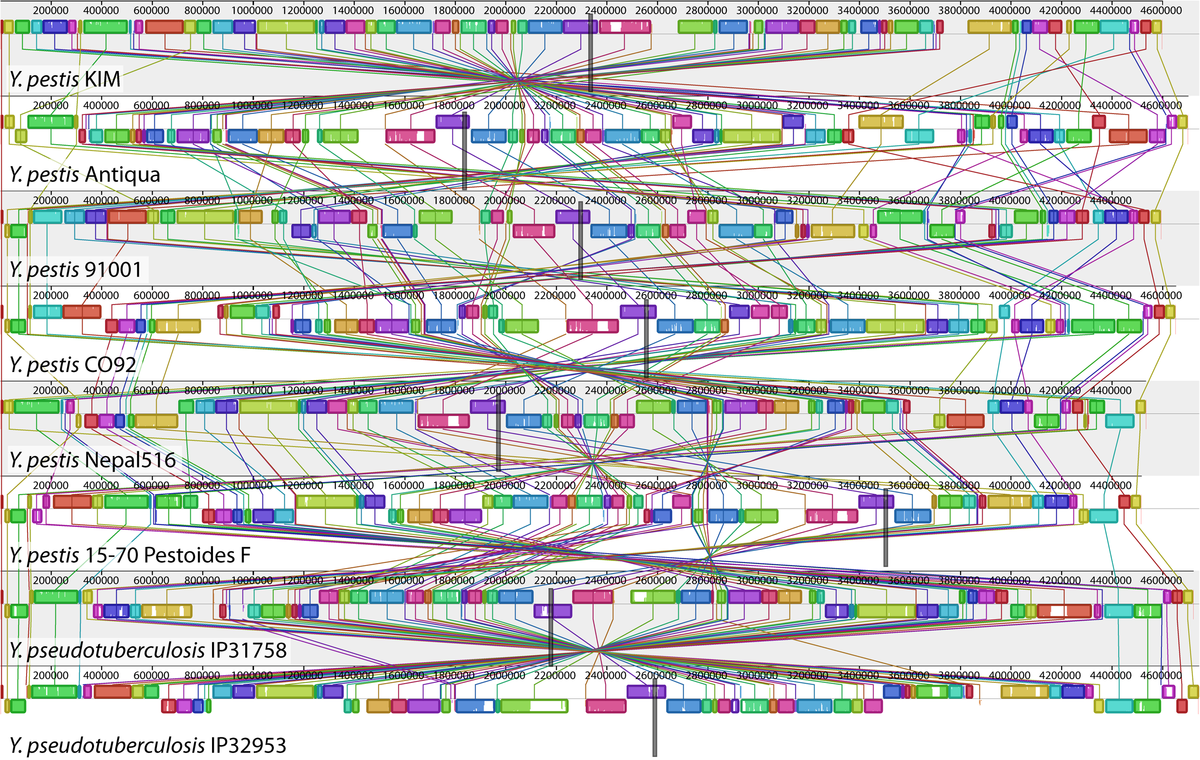 200000 400000 600000 800000 1000000 1200000 1400000 1600000 1800000 2000000 2200000 2400000 2600000 2800000 3000000 3200000 3400000 3600000 3800000 4000000 4200000 4400000 4600000
Y. pestis KIM
200000 400000 600000 800000 1000000 1200000 1400000 1600000 1800000 2000000 2200000 2400000 2600000 2800000 3000000 3200000 3400000 3600000 3800000 4000000 4200000 4400000 4600000
Y. pestis Antiqua
200000 400000 600000 800000 1000000 1200000 1400000 1600000 1800000 2000000 2200000 2400000 2600000 2800000 3000000 3200000 3400000 3600000 3800000 4000000 4200000 4400000
Y. pestis 91001
200000 400000 600000 800000 1000000 1200000 1400000 1600000 1800000 2000000 2200000 2400000 2600000 2800000 3000000 3200000 3400000 3600000 3800000 4000000 4200000 4400000 4600000
Y. pestis CO92
200000 400000 600000 800000 1000000 1200000 1400000 1600000 1800000 2000000 2200000 2400000 2600000 2800000 3000000 3200000 3400000 3600000 3800000 4000000 4200000 4400000
Y. pestis Nepal516
200000 400000 600000 800000 1000000 1200000 1400000 1600000 1800000 2000000 2200000 2400000 2600000 2800000 3000000 3200000 3400000 3600000 3800000 4000000 4200000 4400000
Y. pestis 15-70 Pestoides F
200000 400000 600000 800000 1000000 1200000 1400000 1600000 1800000 2000000 2200000 2400000 2600000 2800000 3000000 3200000 3400000 3600000 3800000 4000000 4200000 4400000 4600000
Y. pseudotuberculosis IP31758
200000 400000 600000 800000 1000000 1200000 1400000 1600000 1800000 2000000 2200000 2400000 2600000 2800000 3000000 3200000 3400000 3600000 3800000 4000000 4200000 4400000 4600000
Y. pseudotuberculosis IP32953